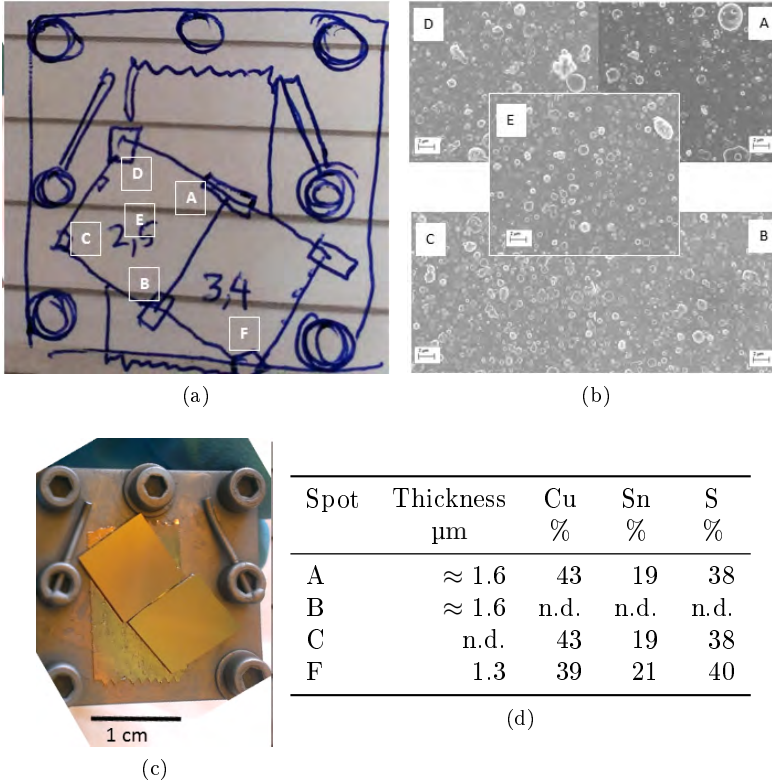 D
A
E
C
2,5
B
3,4
F
(a)
D
A
2 µm
2 µm
E
2 µm
C
B
2 µm
2 µm
(b)
1 cm
(c)
Spot Thickness Cu Sn S
µm % % %
A ≈ 1.6 43 19 38
B ≈ 1.6 n.d. n.d. n.d.
C n.d. 43 19 38
F 1.3 39 21 40
(d)